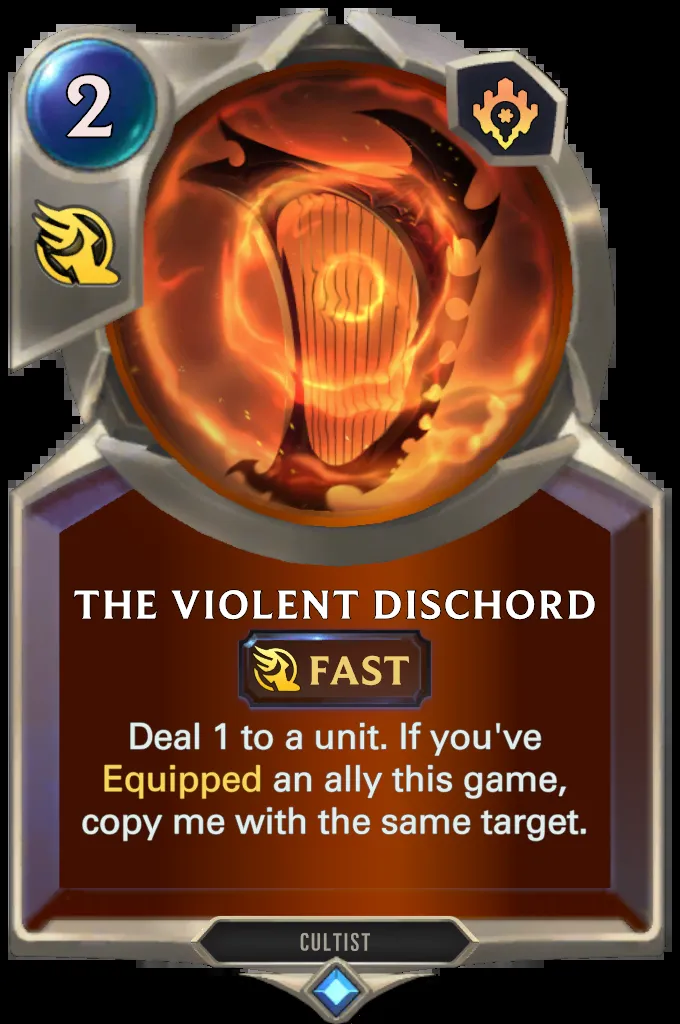 2
THE VIOLENT DISCHORD
FAST
Deal 1 to a unit. If you've
Equipped an ally this game,
copy me with the same target.
CULTIST